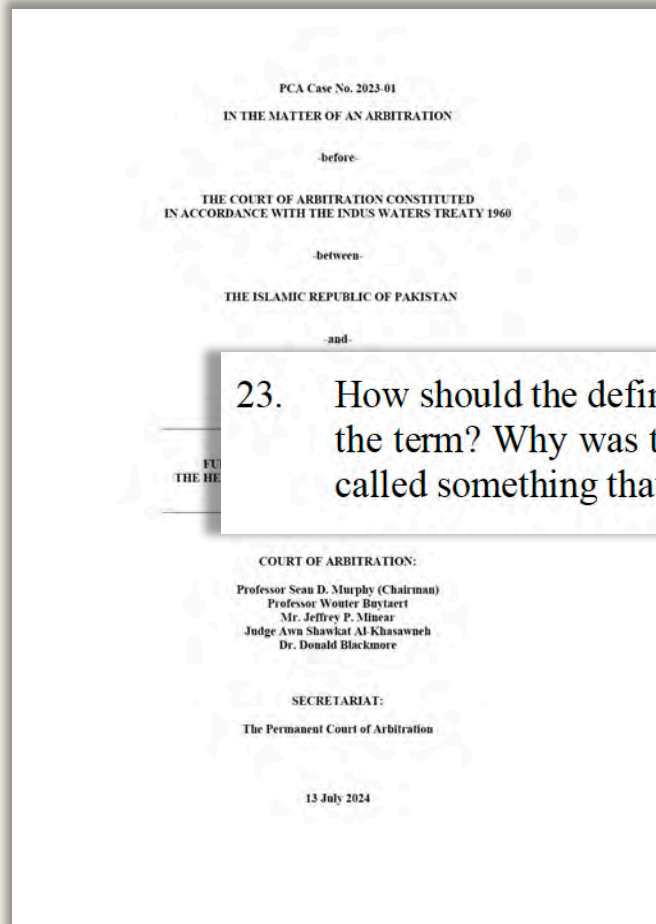 PCA Case No. 2023-01
IN THE MATTER OF AN ARBITRATION
-before-
THE COURT OF ARBITRATION CONSTITUTED
IN ACCORDANCE WITH THE INDUS WATERS TREATY 1960
-between-
THE ISLAMIC REPUBLIC OF PAKISTAN
-and-
23. How should the
the term? Why was
called something
THE
COURT OF ARBITRATION:
Professor Sean D. Murphy (Chairman)
Professor Wouter Buytaert
Mr. Jeffrey P. Minear
Judge Awn Shawkat Al-Khasawneh
Dr. Donald Blackmore
SECRETARIAT:
The Permanent Court of Arbitration
13 July 2024